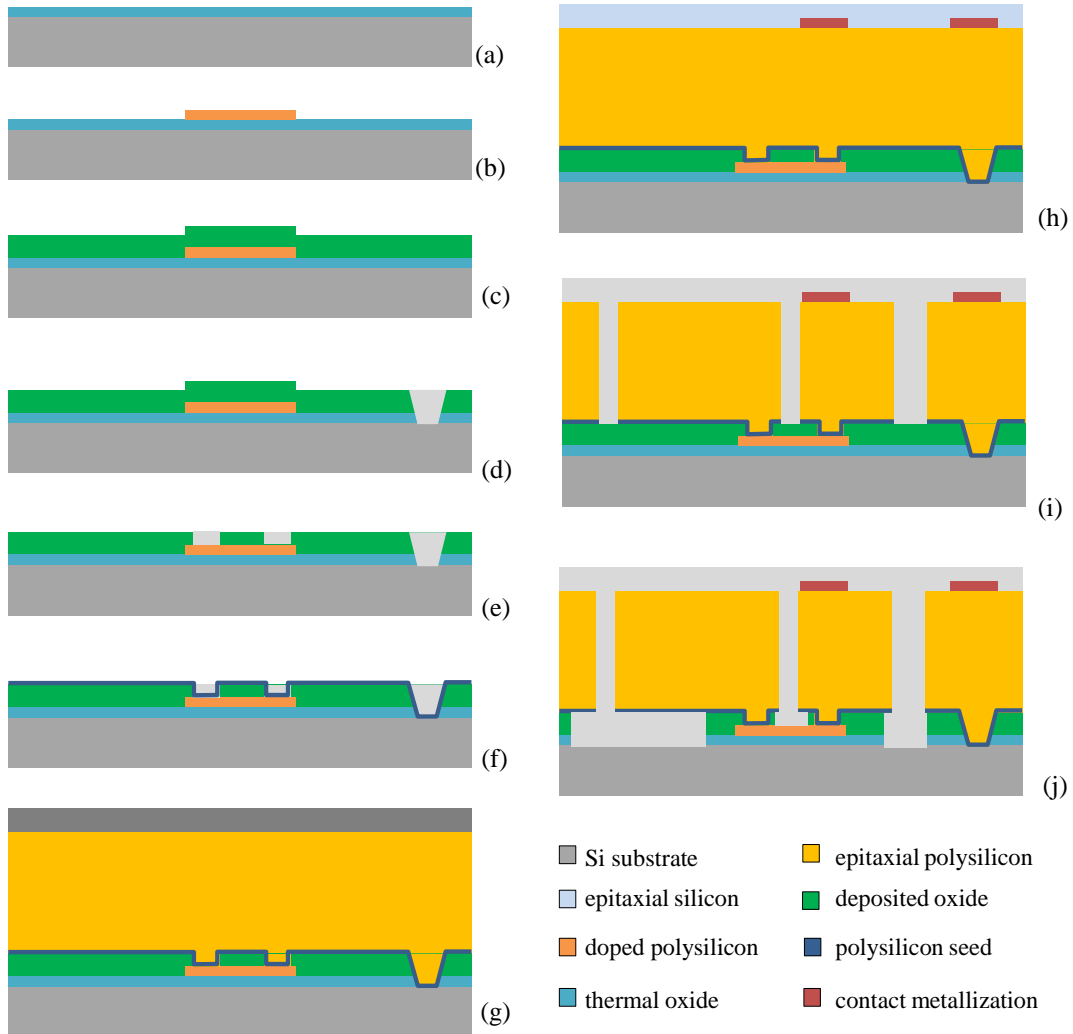 (a)
(b)
(c)
(d)
(e)
(f)
(g)
(h)
(i)
(j)
Si substrate
epitaxial polysilicon
epitaxial silicon
deposited oxide
doped polysilicon
polysilicon seed
thermal oxide
contact metallization